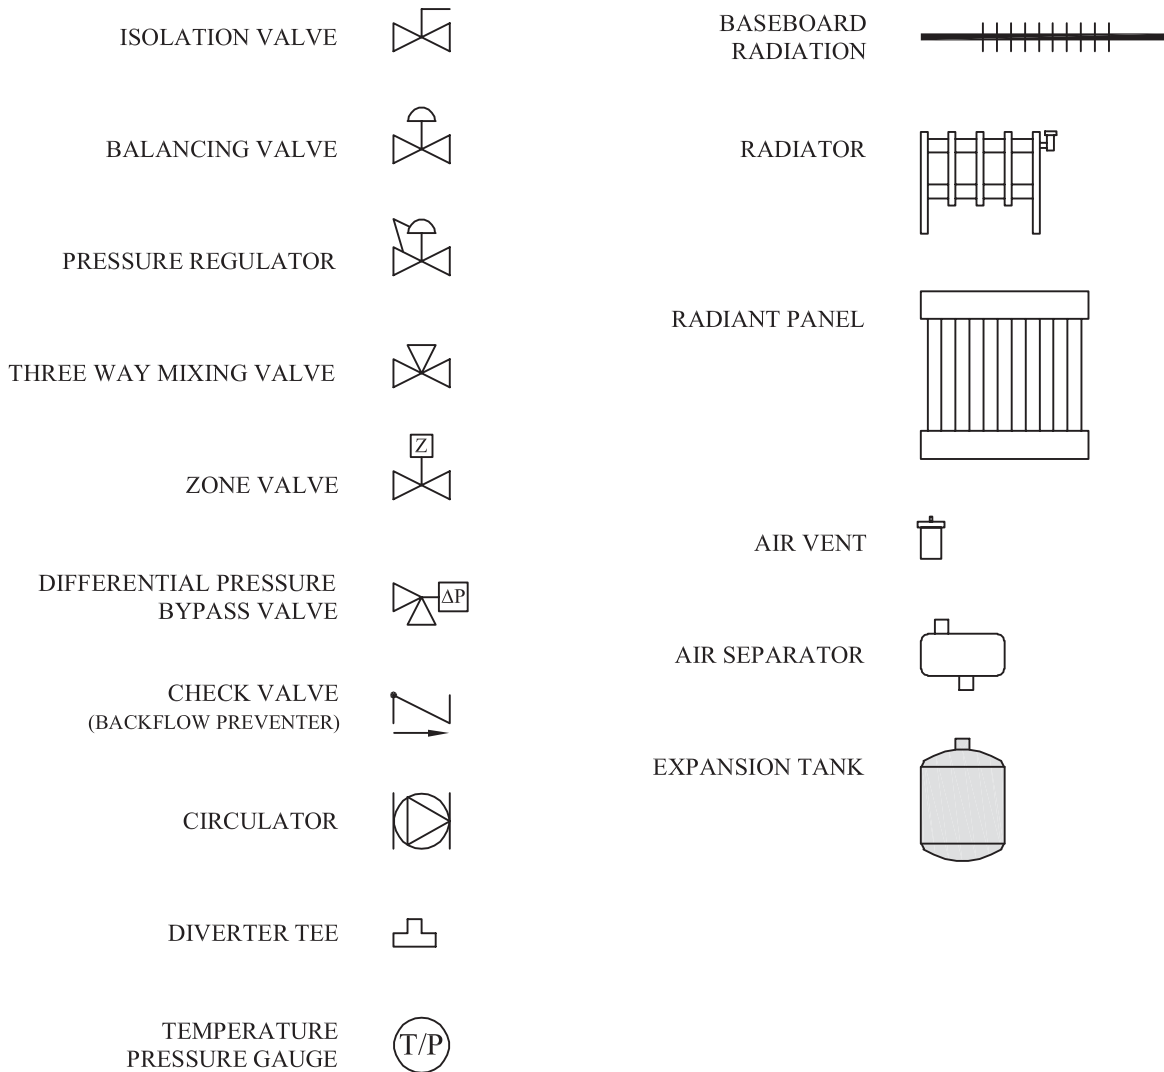 ISOLATION VALVE
BALANCING VALVE
PRESSURE REGULATOR
THREE WAY MIXING VALVE
Z
ZONE VALVE
DIFFERENTIAL PRESSURE
BYPASS VALVE
ΔP
CHECK VALVE
(BACKFLOW PREVENTER)
CIRCULATOR
DIVERTER TEE
TEMPERATURE
PRESSURE GAUGE
T/P
BASEBOARD
RADIATION
RADIATOR
RADIANT PANEL
AIR VENT
AIR SEPARATOR
EXPANSION TANK